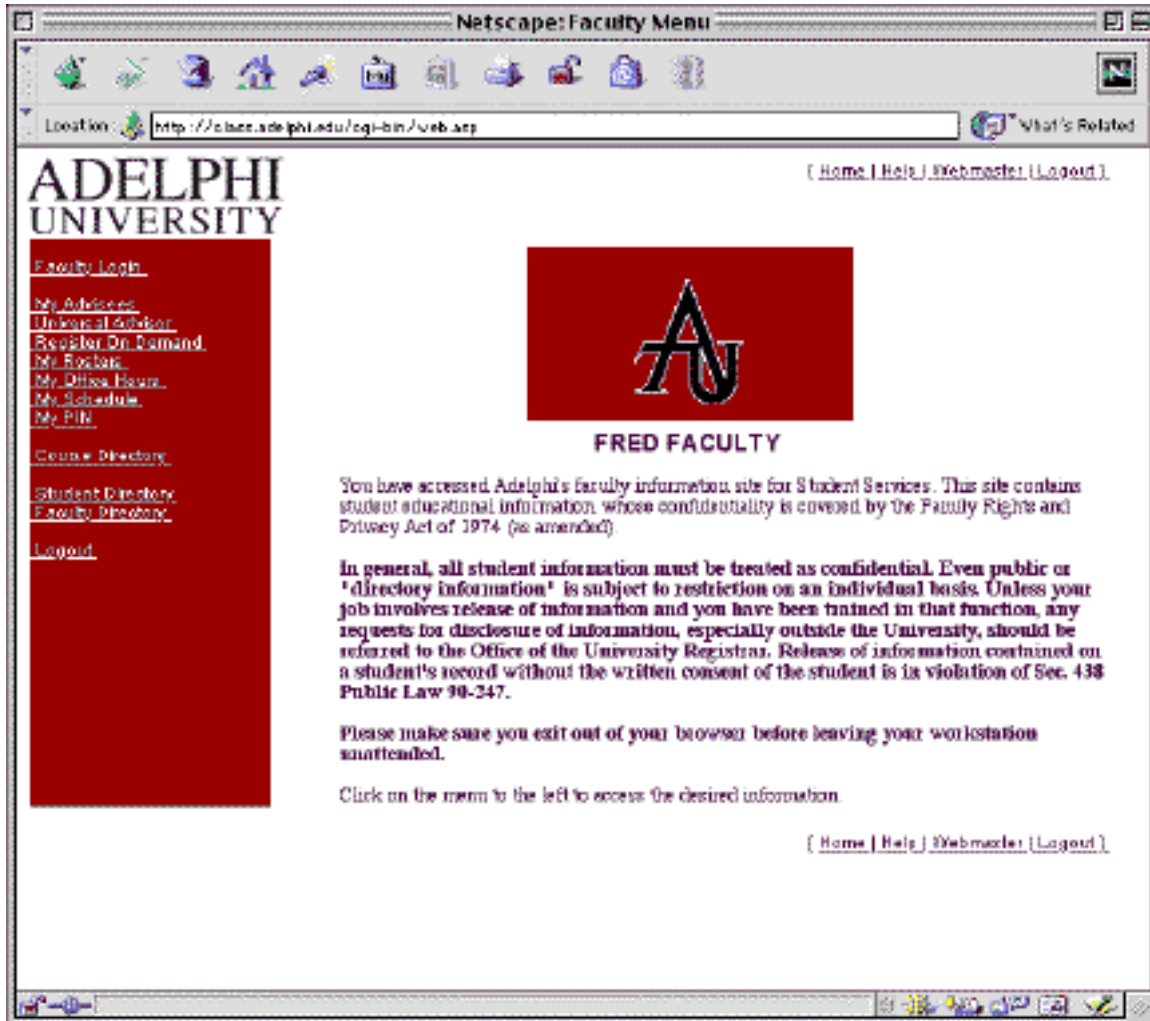 Netscape: Faculty Menu
Location: http://class.adelphi.edu/cgi-bin/web.asp What's Related
ADELPHI
UNIVERSITY
[ Home | Help | Webmaster | Logout ]
Faculty Login
My Advisees
Universal Advisor
Register On Demand
My Rosters
My Office Hours
My Schedule
My PIN
Course Directory
Student Directory
Faculty Directory
Logout
AU
FRED FACULTY
You have accessed Adelphi's faculty information site for Student Services. This site contains
student educational information whose confidentiality is covered by the Family Rights and
Privacy Act of 1974 (as amended).
In general, all student information must be treated as confidential. Even public or
"directory information" is subject to restriction on an individual basis. Unless your
job involves release of information and you have been trained in that function, any
requests for disclosure of information, especially outside the University, should be
referred to the Office of the University Registrar. Release of information contained on
a student's record without the written consent of the student is in violation of Sec. 438
Public Law 90-247.
Please make sure you exit out of your browser before leaving your workstation
unattended.
Click on the menu to the left to access the desired information.
[ Home | Help | Webmaster | Logout ]